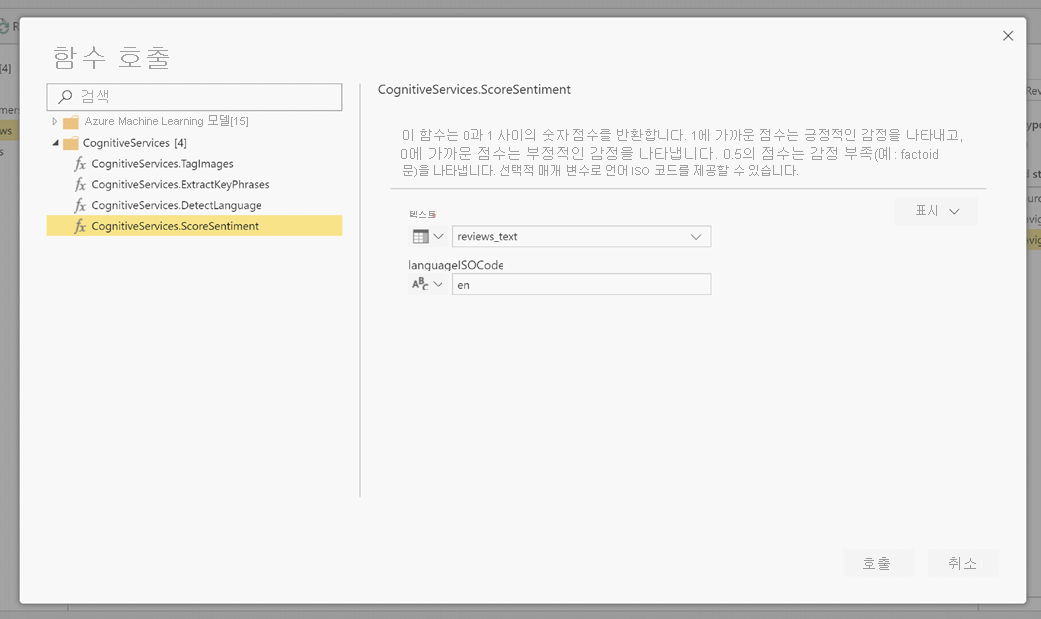 함수 호출
검색
Azure Machine Learning 모델[15]
CognitiveServices [4]
fx CognitiveServices.TagImages
fx CognitiveServices.ExtractKeyPhrases
fx CognitiveServices.DetectLanguage
fx CognitiveServices.ScoreSentiment
CognitiveServices.ScoreSentiment
이 함수는 0과 1 사이의 숫자 점수를 반환합니다. 1에 가까운 점수는 긍정적인 감정을 나타내고,
0에 가까운 점수는 부정적인 감정을 나타냅니다. 0.5의 점수는 감정 부족(예: factoid
문)을 나타냅니다. 선택적 매개 변수로 언어 ISO 코드를 제공할 수 있습니다.
표시
텍스트
reviews_text
languageISOCode
ABC en
호출 취소
[4]